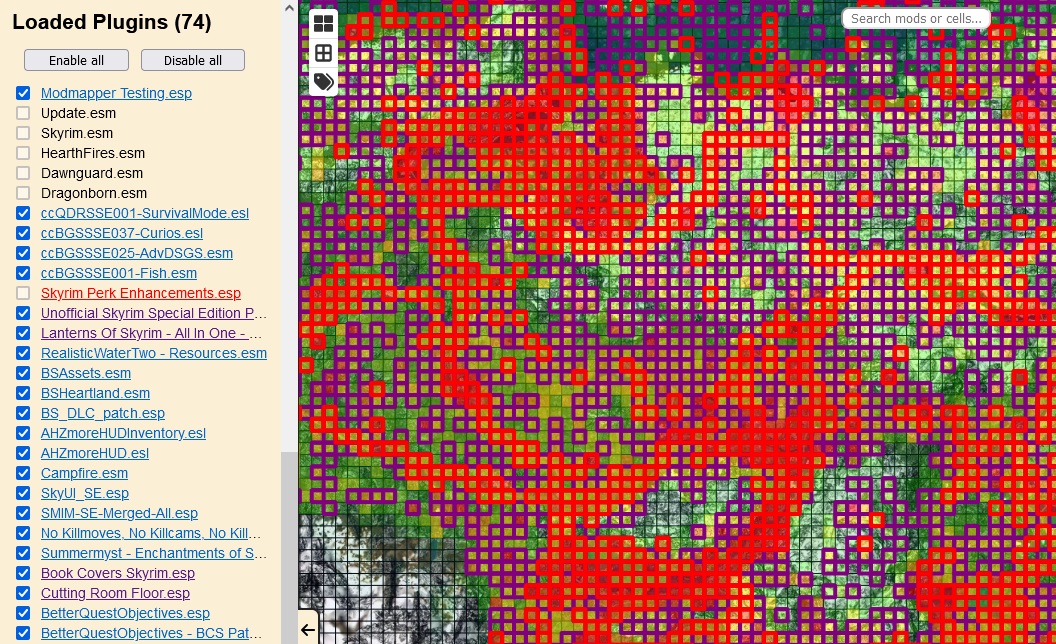 Loaded Plugins (74)
Enable all
Disable all
Modmapper Testing.esp
Update.esm
Skyrim.esm
HearthFires.esm
Dawnguard.esm
Dragonborn.esm
ccQDRSSE001-SurvivalMode.esl
ccBGSSSE037-Curios.esl
ccBGSSSE025-AdvDSGS.esm
ccBGSSSE001-Fish.esm
Skyrim Perk Enhancements.esp
Unofficial Skyrim Special Edition P...
Lanterns Of Skyrim - All In One - ...
RealisticWaterTwo - Resources.esm
BSAssets.esm
BSHeartland.esm
BS_DLC_patch.esp
AHZmoreHUDInventory.esl
AHZmoreHUD.esl
Campfire.esm
SkyUI_SE.esp
SMIM-SE-Merged-All.esp
No Killmoves, No Killcams, No Kill...
Summermyst - Enchantments of S...
Book Covers Skyrim.esp
Cutting Room Floor.esp
BetterQuestObjectives.esp
BetterQuestObjectives - BCS Pat...
Search mods or cells...